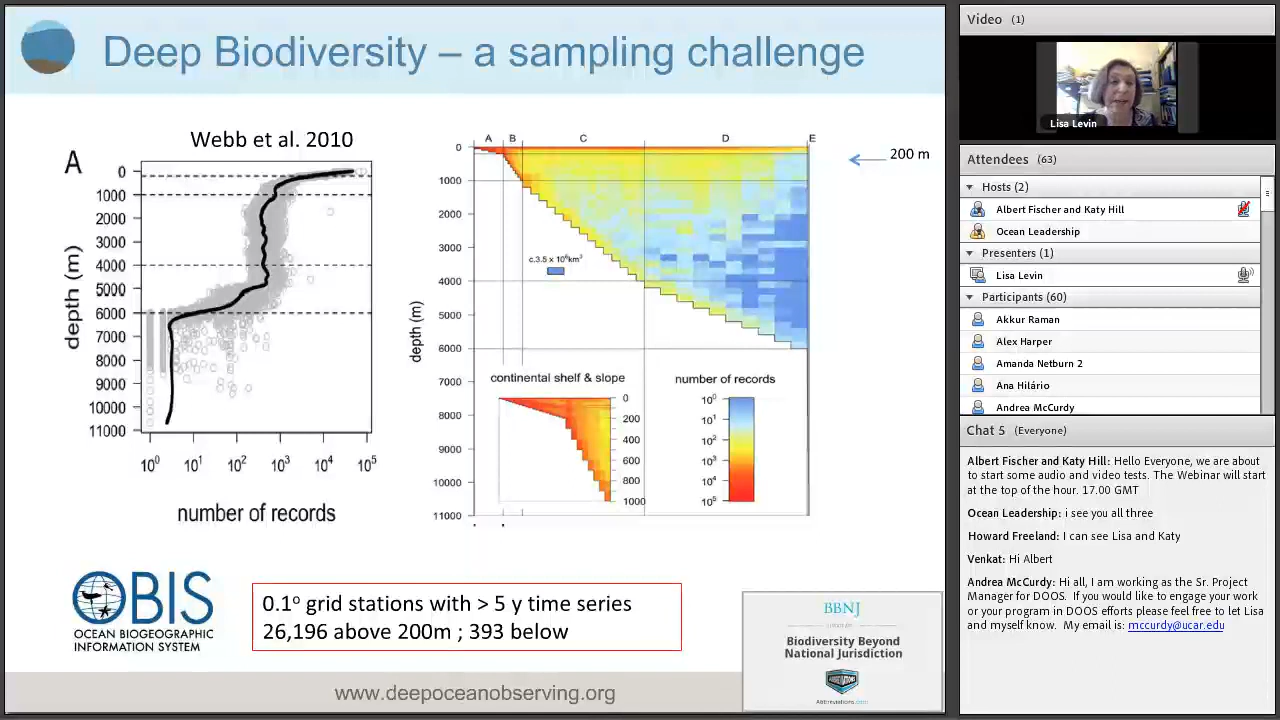 Deep Biodiversity – a sampling challenge
Webb et al. 2010
A
depth (m)
0
1000
2000
3000
4000
5000
6000
7000
8000
9000
10000
11000
10⁰ 10¹ 10² 10³ 10⁴ 10⁵
number of records
A B C D E
200 m
depth (m)
0
1000
2000
3000
4000
5000
6000
7000
8000
9000
10000
11000
c.3.5 x 10⁶km³
continental shelf & slope
0
200
400
600
800
1000
number of records
10⁰
10¹
10²
10³
10⁴
10⁵
OBIS
OCEAN BIOGEOGRAPHIC
INFORMATION SYSTEM
0.1° grid stations with > 5 y time series
26,196 above 200m ; 393 below
BBNJ
Biodiversity Beyond
National Jurisdiction
Abbreviations.com
www.deepoceanobserving.org
Video (1)
Lisa Levin
Attendees (63)
Hosts (2)
Albert Fischer and Katy Hill
Ocean Leadership
Presenters (1)
Lisa Levin
Participants (60)
Akkur Raman
Alex Harper
Amanda Netburn 2
Ana Hilário
Andrea McCurdy
Chat 5 (Everyone)
Albert Fischer and Katy Hill: Hello Everyone, we are about
to start some audio and video tests. The Webinar will start
at the top of the hour. 17.00 GMT
Ocean Leadership: i see you all three
Howard Freeland: I can see Lisa and Katy
Venkat: Hi Albert
Andrea McCurdy: Hi all, I am working as the Sr. Project
Manager for DOOS. If you would like to engage your work
or your program in DOOS efforts please feel free to let Lisa
and myself know. My email is: mccurdy@ucar.edu